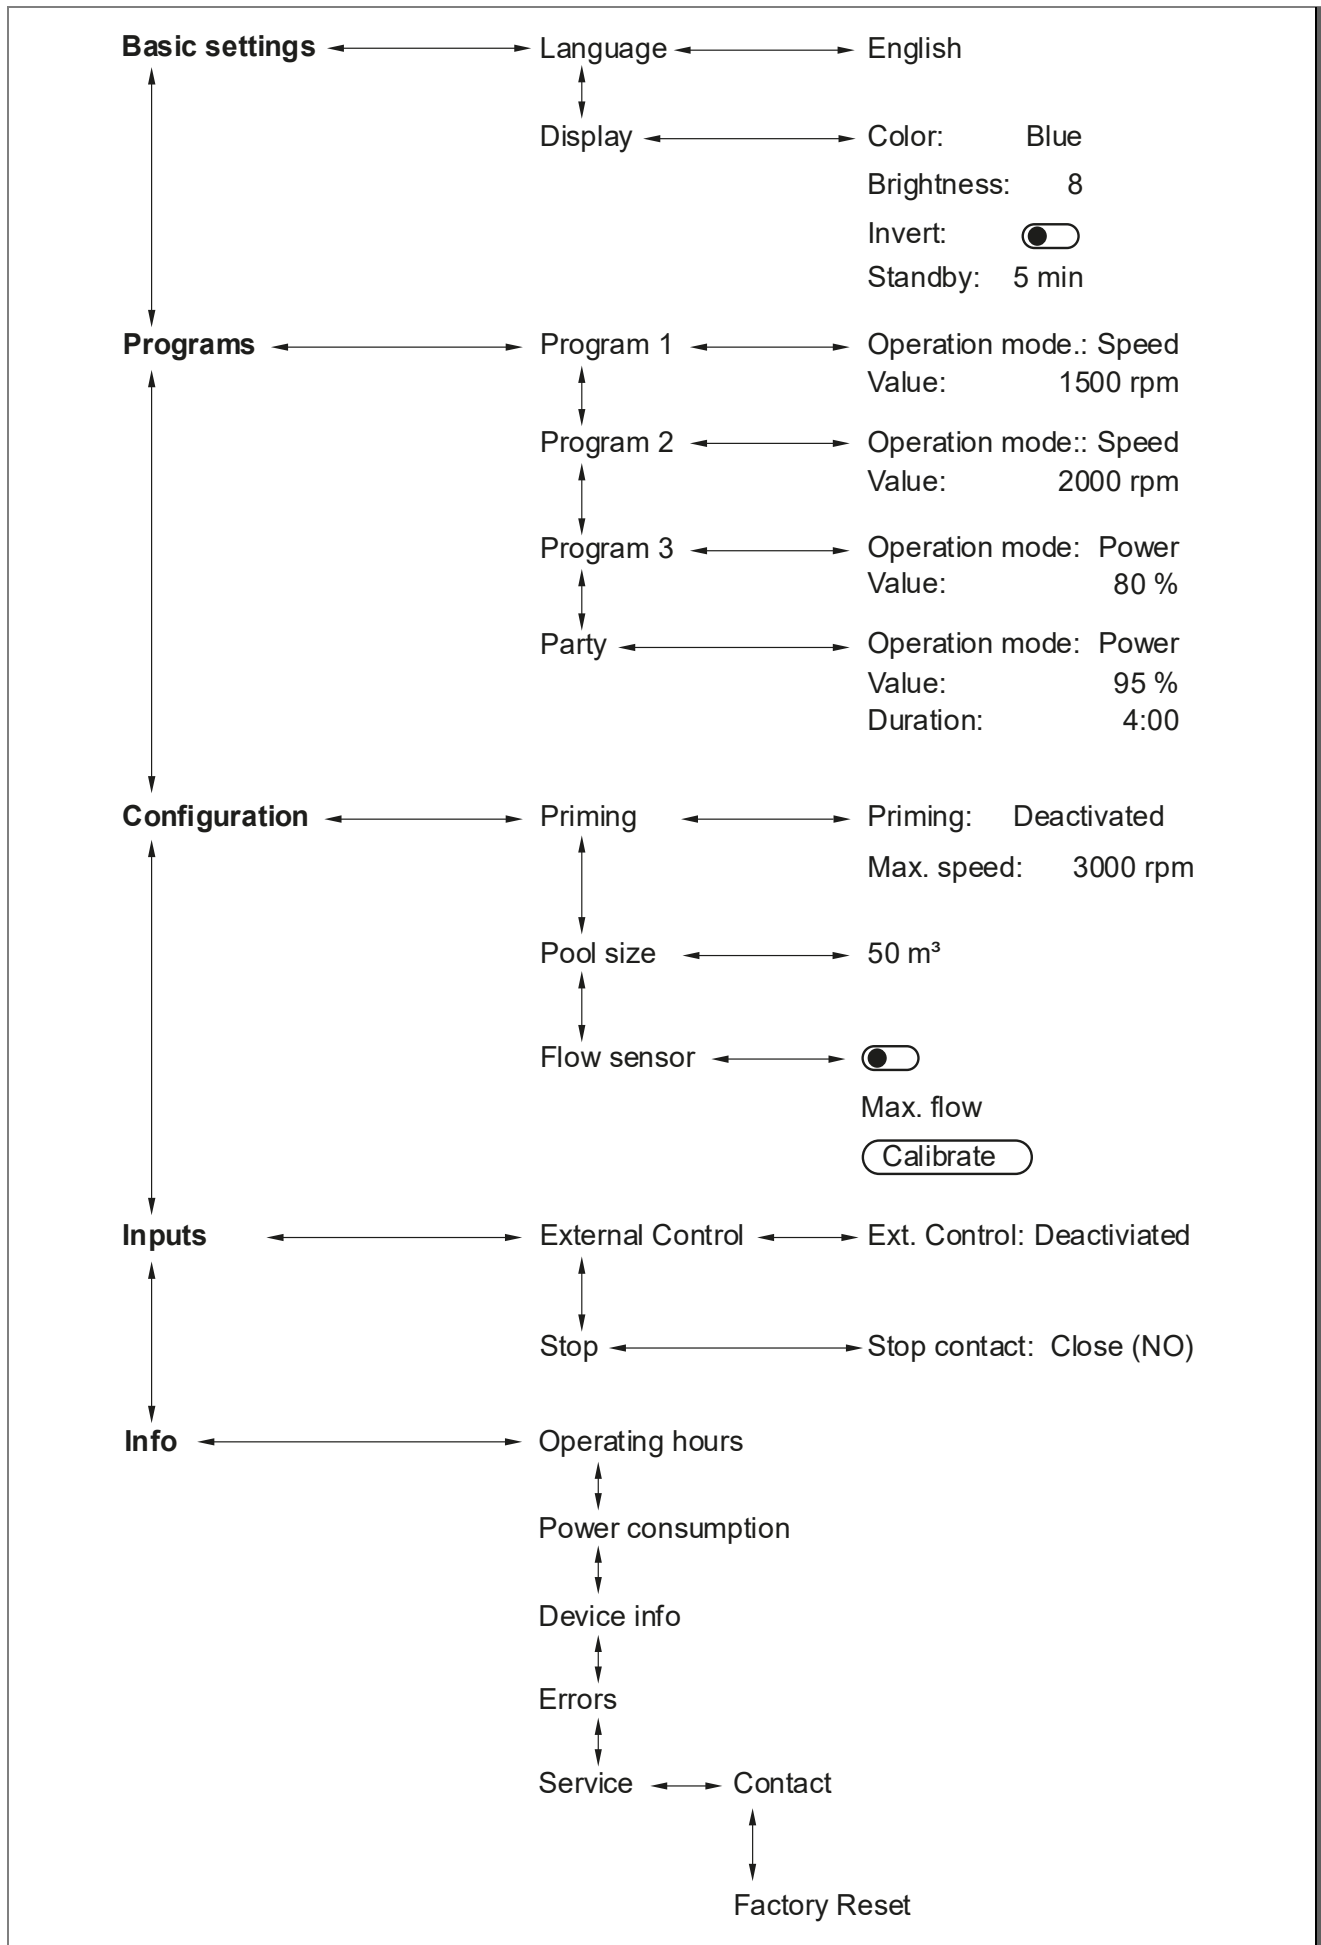 Basic settings Language English
Display Color: Blue
Brightness: 8
Invert:
Standby: 5 min
Programs Program 1 Operation mode.: Speed
Value: 1500 rpm
Program 2 Operation mode:: Speed
Value: 2000 rpm
Program 3 Operation mode: Power
Value: 80 %
Party Operation mode: Power
Value: 95 %
Duration: 4:00
Configuration Priming Priming: Deactivated
Max. speed: 3000 rpm
Pool size 50 m³
Flow sensor
Max. flow
Calibrate
Inputs External Control Ext. Control: Deactiviated
Stop Stop contact: Close (NO)
Info Operating hours
Power consumption
Device info
Errors
Service Contact
Factory Reset